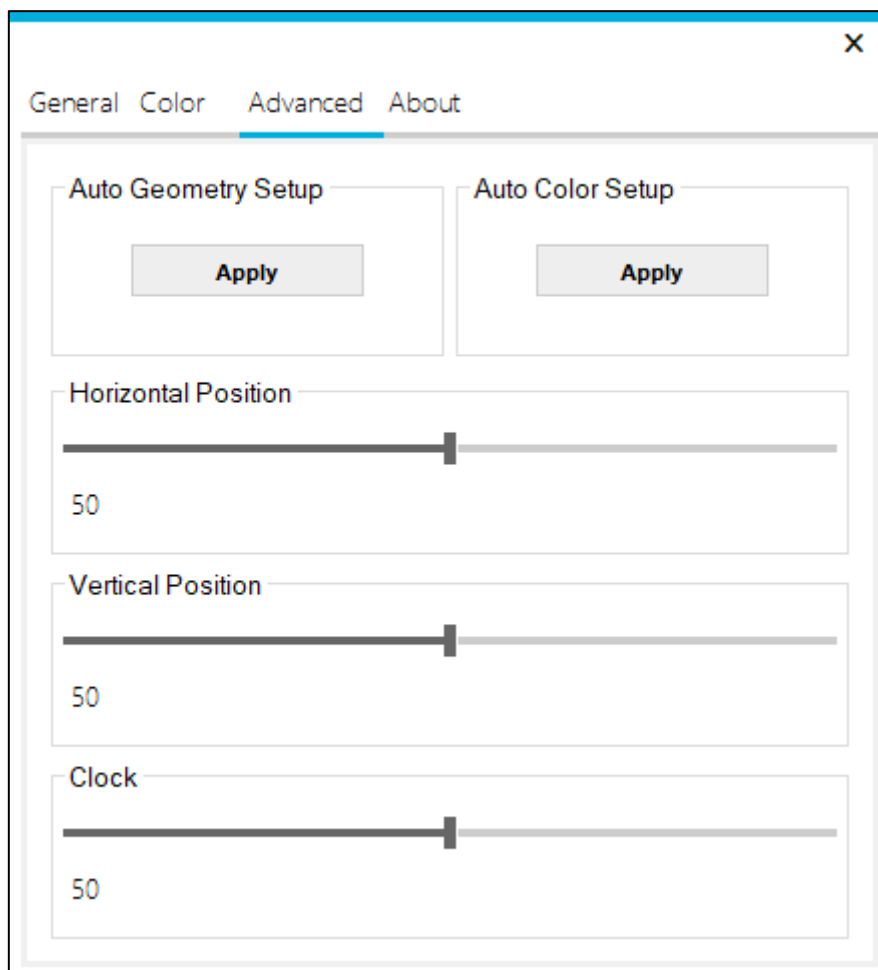 General Color Advanced About
Auto Geometry Setup
Apply
Auto Color Setup
Apply
Horizontal Position
50
Vertical Position
50
Clock
50